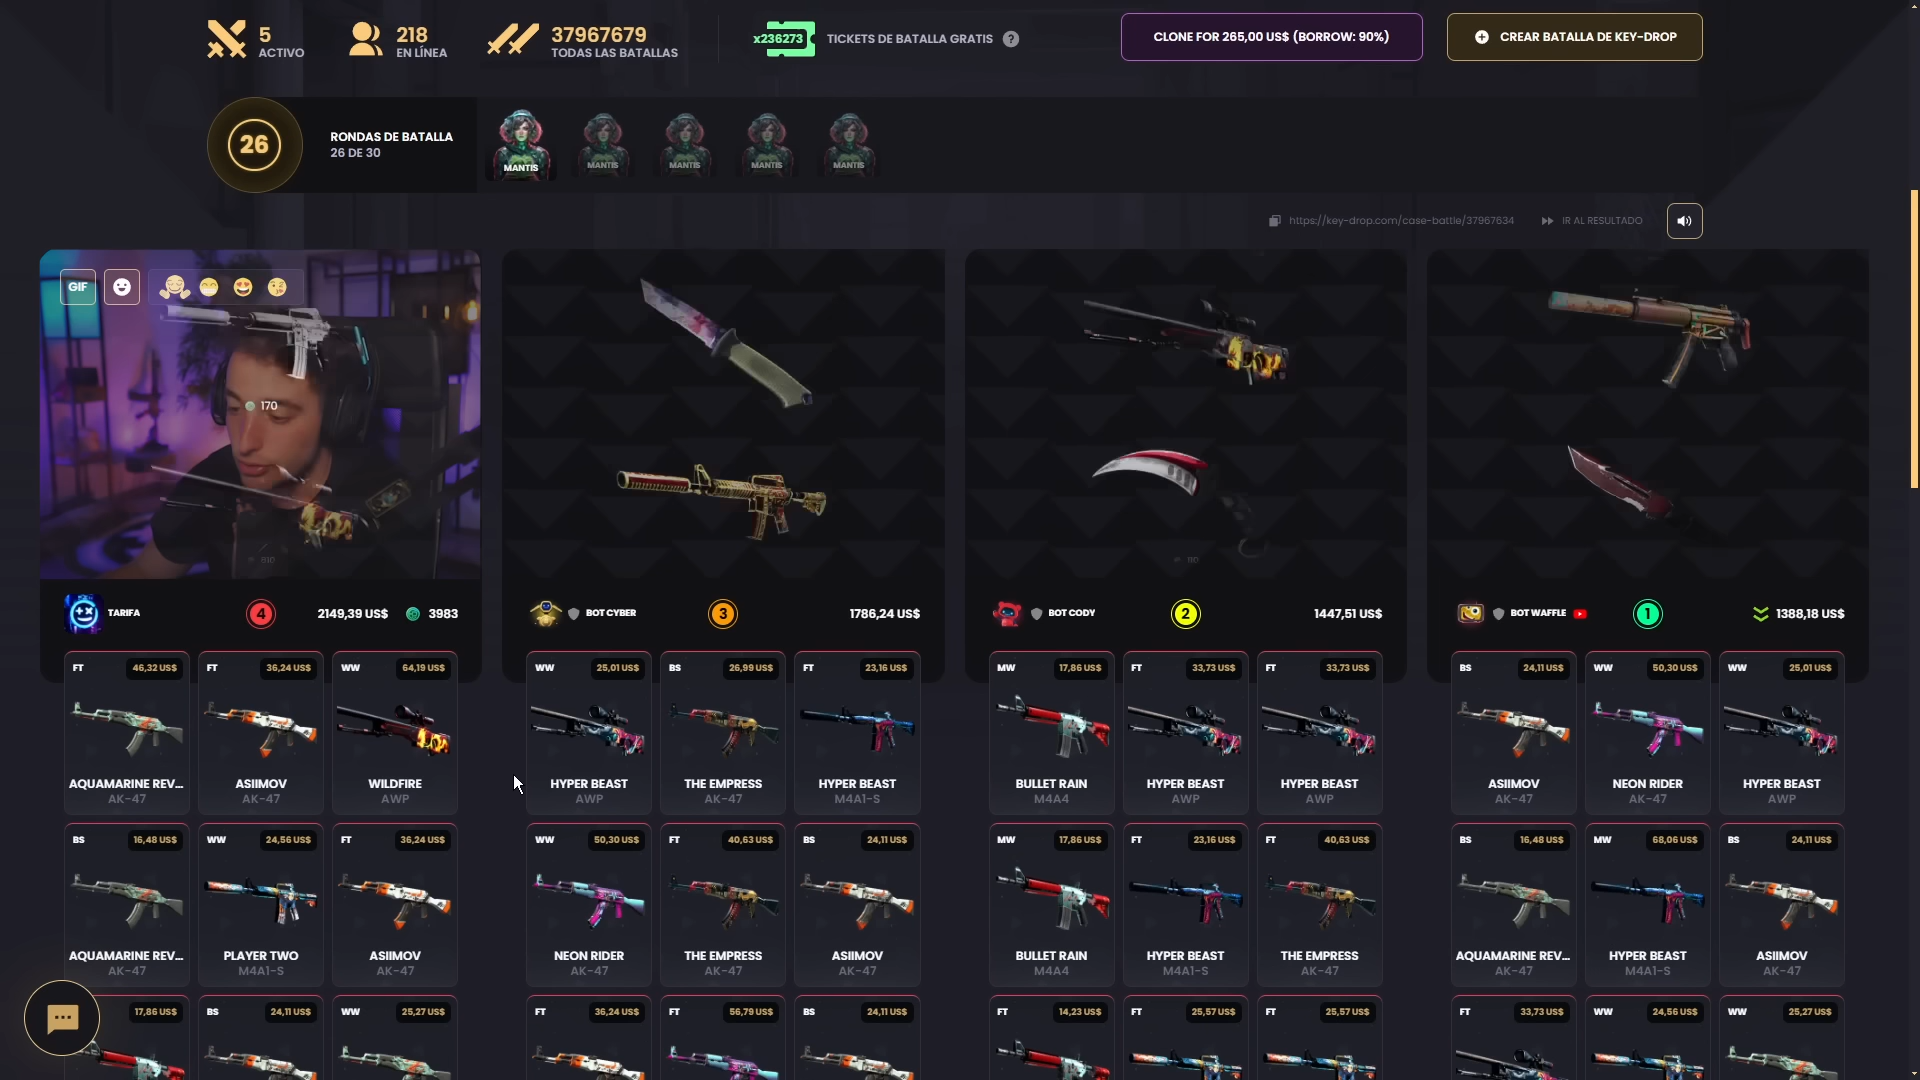 5
ACTIVO
218
EN LÍNEA
37967679
TODAS LAS BATALLAS
x236273
TICKETS DE BATALLA GRATIS
?
CLONE FOR 265,00 US$ (BORROW: 90%)
CREAR BATALLA DE KEY-DROP
26
RONDAS DE BATALLA
26 DE 30
MANTIS
MANTIS
MANTIS
MANTIS
MANTIS
https://key-drop.com/case-battle/37967634
IR AL RESULTADO
GIF
170
TARIFA
4
2149,39 US$
3983
BOT CYBER
3
1786,24 US$
BOT CODY
2
1447,51 US$
BOT WAFFLE
1
1388,18 US$
FT 46,32 US$
FT 36,24 US$
WW 64,19 US$
WW 25,01 US$
BS 26,99 US$
FT 23,16 US$
MW 17,86 US$
FT 33,73 US$
FT 33,73 US$
BS 24,11 US$
WW 50,30 US$
WW 25,01 US$
AQUAMARINE REV...
AK-47
ASIIMOV
AK-47
WILDFIRE
AWP
HYPER BEAST
AWP
THE EMPRESS
AK-47
HYPER BEAST
M4A1-S
BULLET RAIN
M4A4
HYPER BEAST
AWP
HYPER BEAST
AWP
ASIIMOV
AK-47
NEON RIDER
AK-47
HYPER BEAST
AWP
BS 16,48 US$
WW 24,56 US$
FT 36,24 US$
WW 50,30 US$
FT 40,63 US$
BS 24,11 US$
MW 17,86 US$
FT 23,16 US$
FT 40,63 US$
BS 16,48 US$
MW 68,06 US$
BS 24,11 US$
AQUAMARINE REV...
AK-47
PLAYER TWO
M4A1-S
ASIIMOV
AK-47
NEON RIDER
AK-47
THE EMPRESS
AK-47
ASIIMOV
AK-47
BULLET RAIN
M4A4
HYPER BEAST
M4A1-S
THE EMPRESS
AK-47
AQUAMARINE REV...
AK-47
HYPER BEAST
M4A1-S
ASIIMOV
AK-47
17,86 US$
BS 24,11 US$
WW 25,27 US$
FT 36,24 US$
FT 56,79 US$
BS 24,11 US$
FT 14,23 US$
FT 25,57 US$
FT 25,57 US$
FT 33,73 US$
WW 24,56 US$
WW 25,27 US$